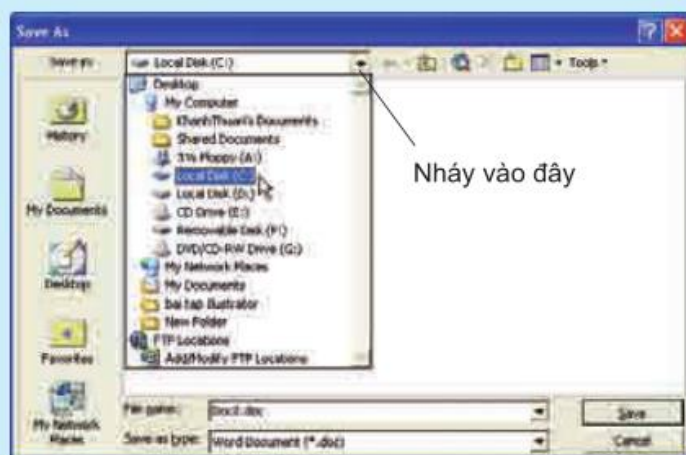 Save As
Save in:
Local Disk (C:)
Tools
Desktop
My Computer
KhanhThuan's Documents
Shared Documents
3½ Floppy (A:)
Local Disk (C:)
Local Disk (D:)
CD Drive (E:)
Removable Disk (F:)
DVD/CD-RW Drive (G:)
My Network Places
My Documents
bai tap illustrator
New Folder
FTP Locations
Add/Modify FTP Locations
Nháy vào đây
History
My Documents
Desktop
Favorites
My Network
Places
File name:
Doc2.doc
Save
Save as type:
Word Document (*.doc)
Cancel